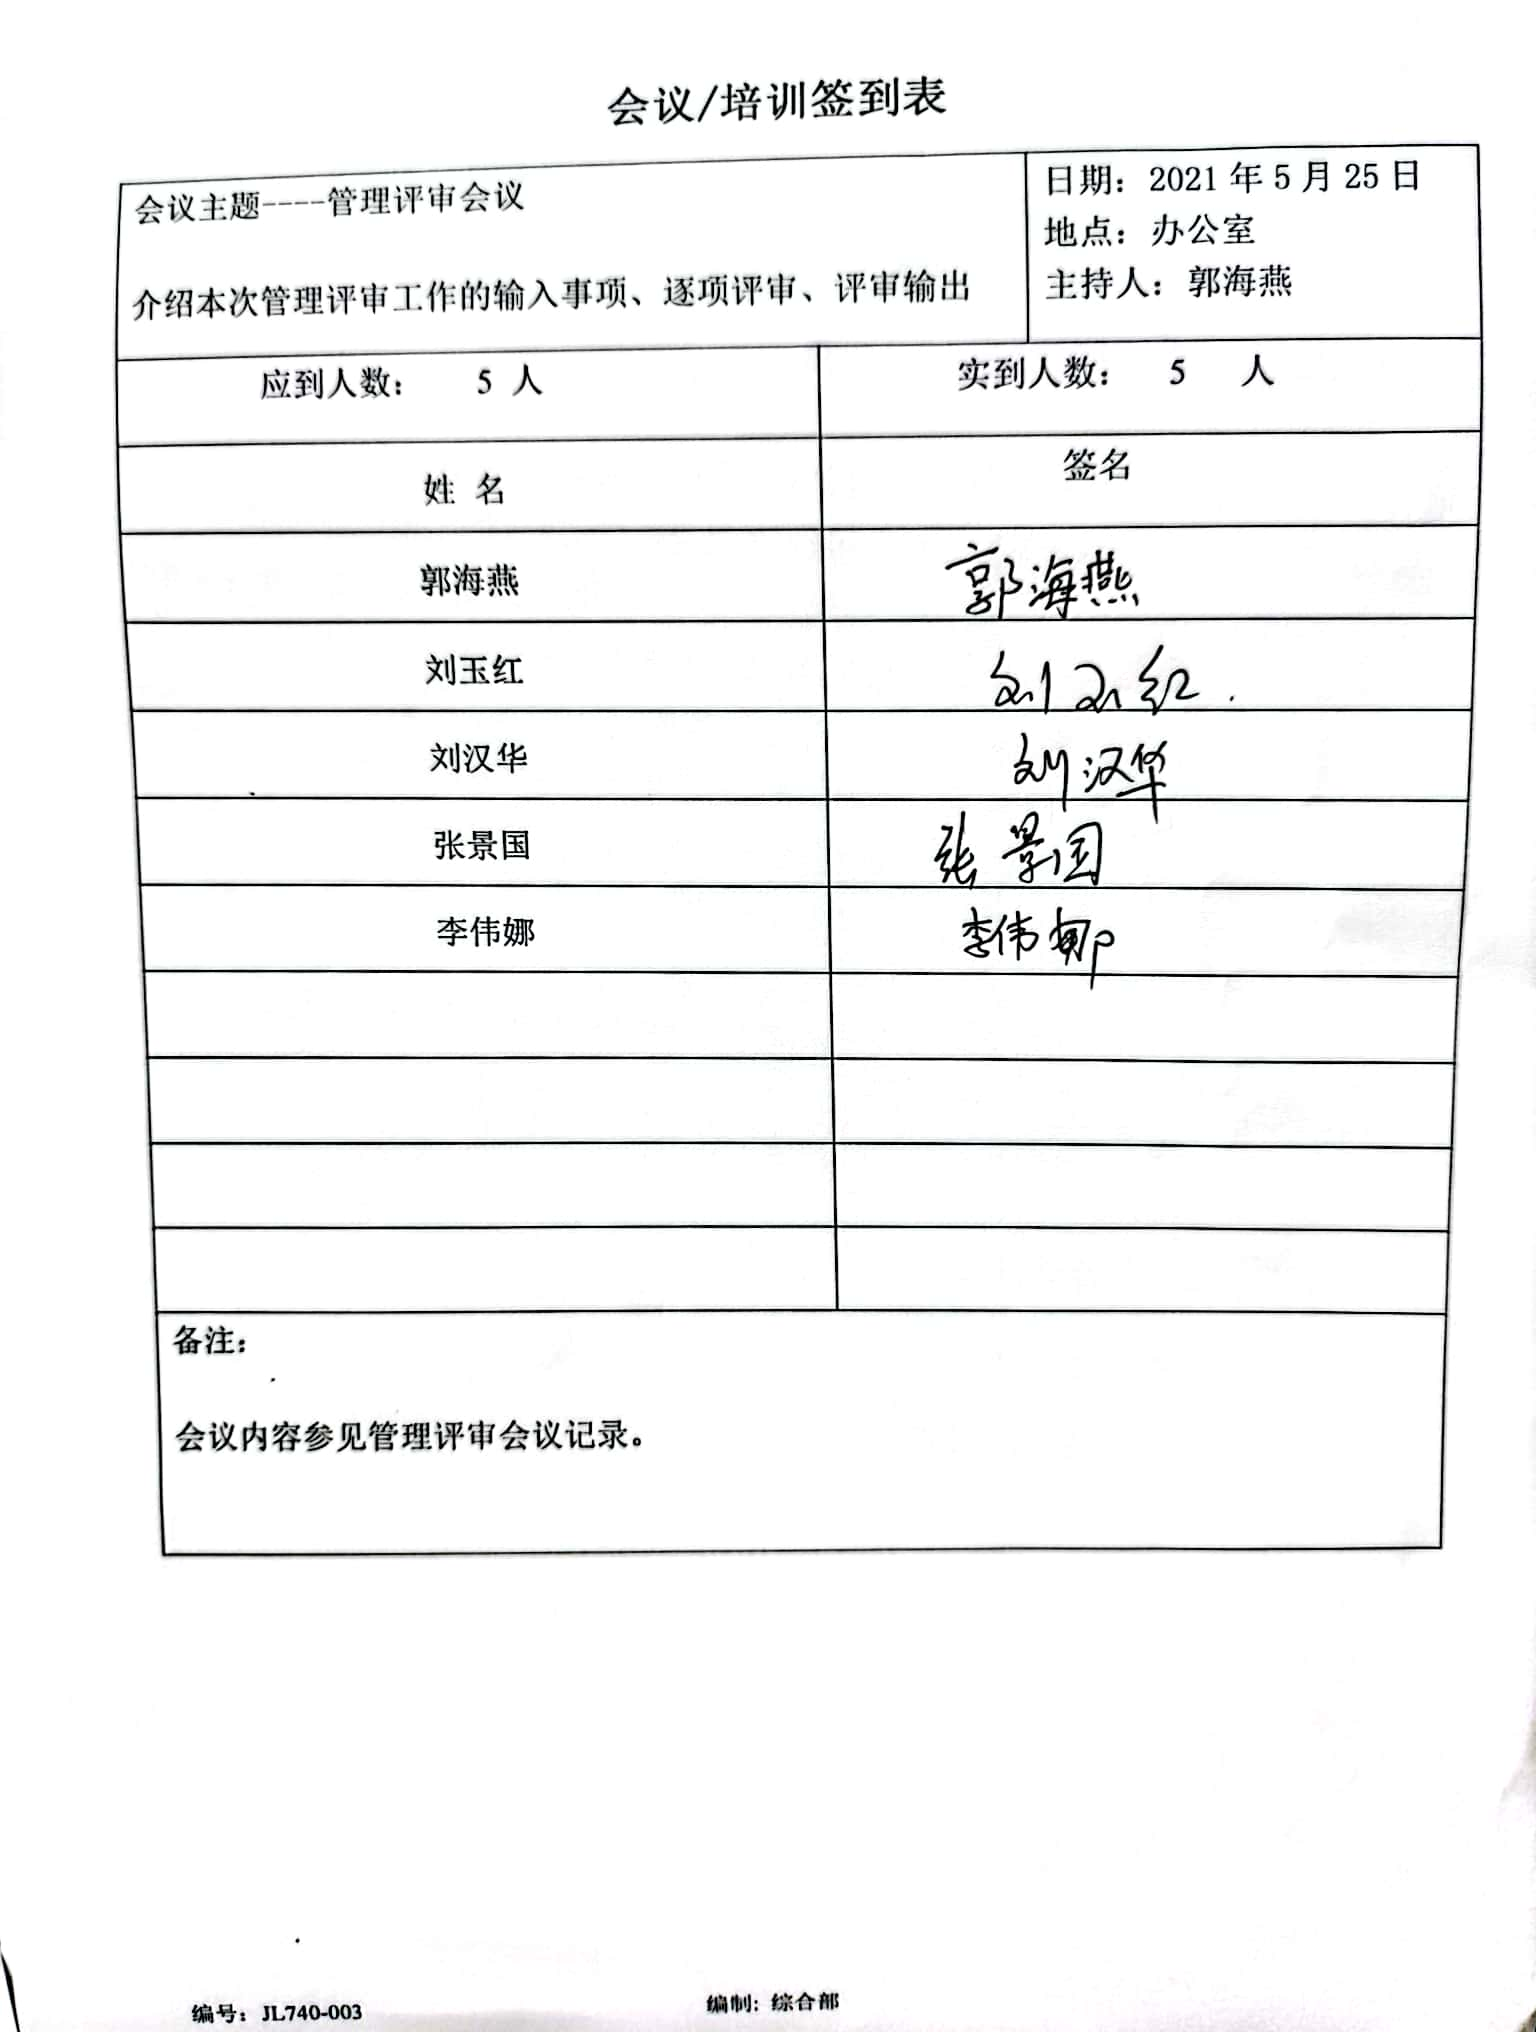 会议/培训签到表
会议主题----管理评审会议
介绍本次管理评审工作的输入事项、逐项评审、评审输出
日期：2021年5月25日
地点：办公室
主持人：郭海燕
应到人数： 5 人
实到人数： 5 人
姓 名
签名
郭海燕
郭海燕
刘玉红
刘玉红.
刘汉华
刘汉华
张景国
张景国
李伟娜
李伟娜
备注：
会议内容参见管理评审会议记录。
编号：JL740-003
编制：综合部